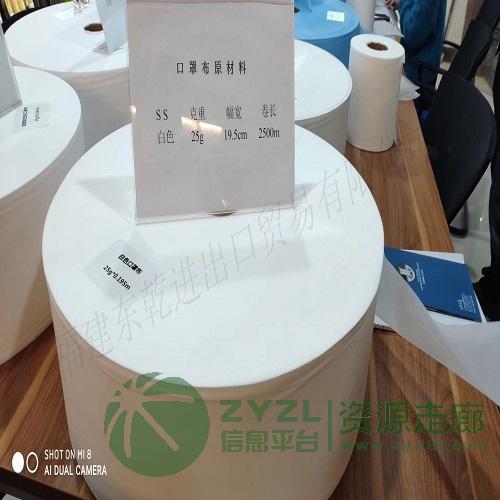 口罩布原材料
SS 克重 幅宽 卷长
白色 25g 19.5cm 2500m
白色口罩布
25g*0.195m
福建东乾进出口贸易有限
ZYZL
信息平台
资源走廊
SHOT ON MI 8
AI DUAL CAMERA